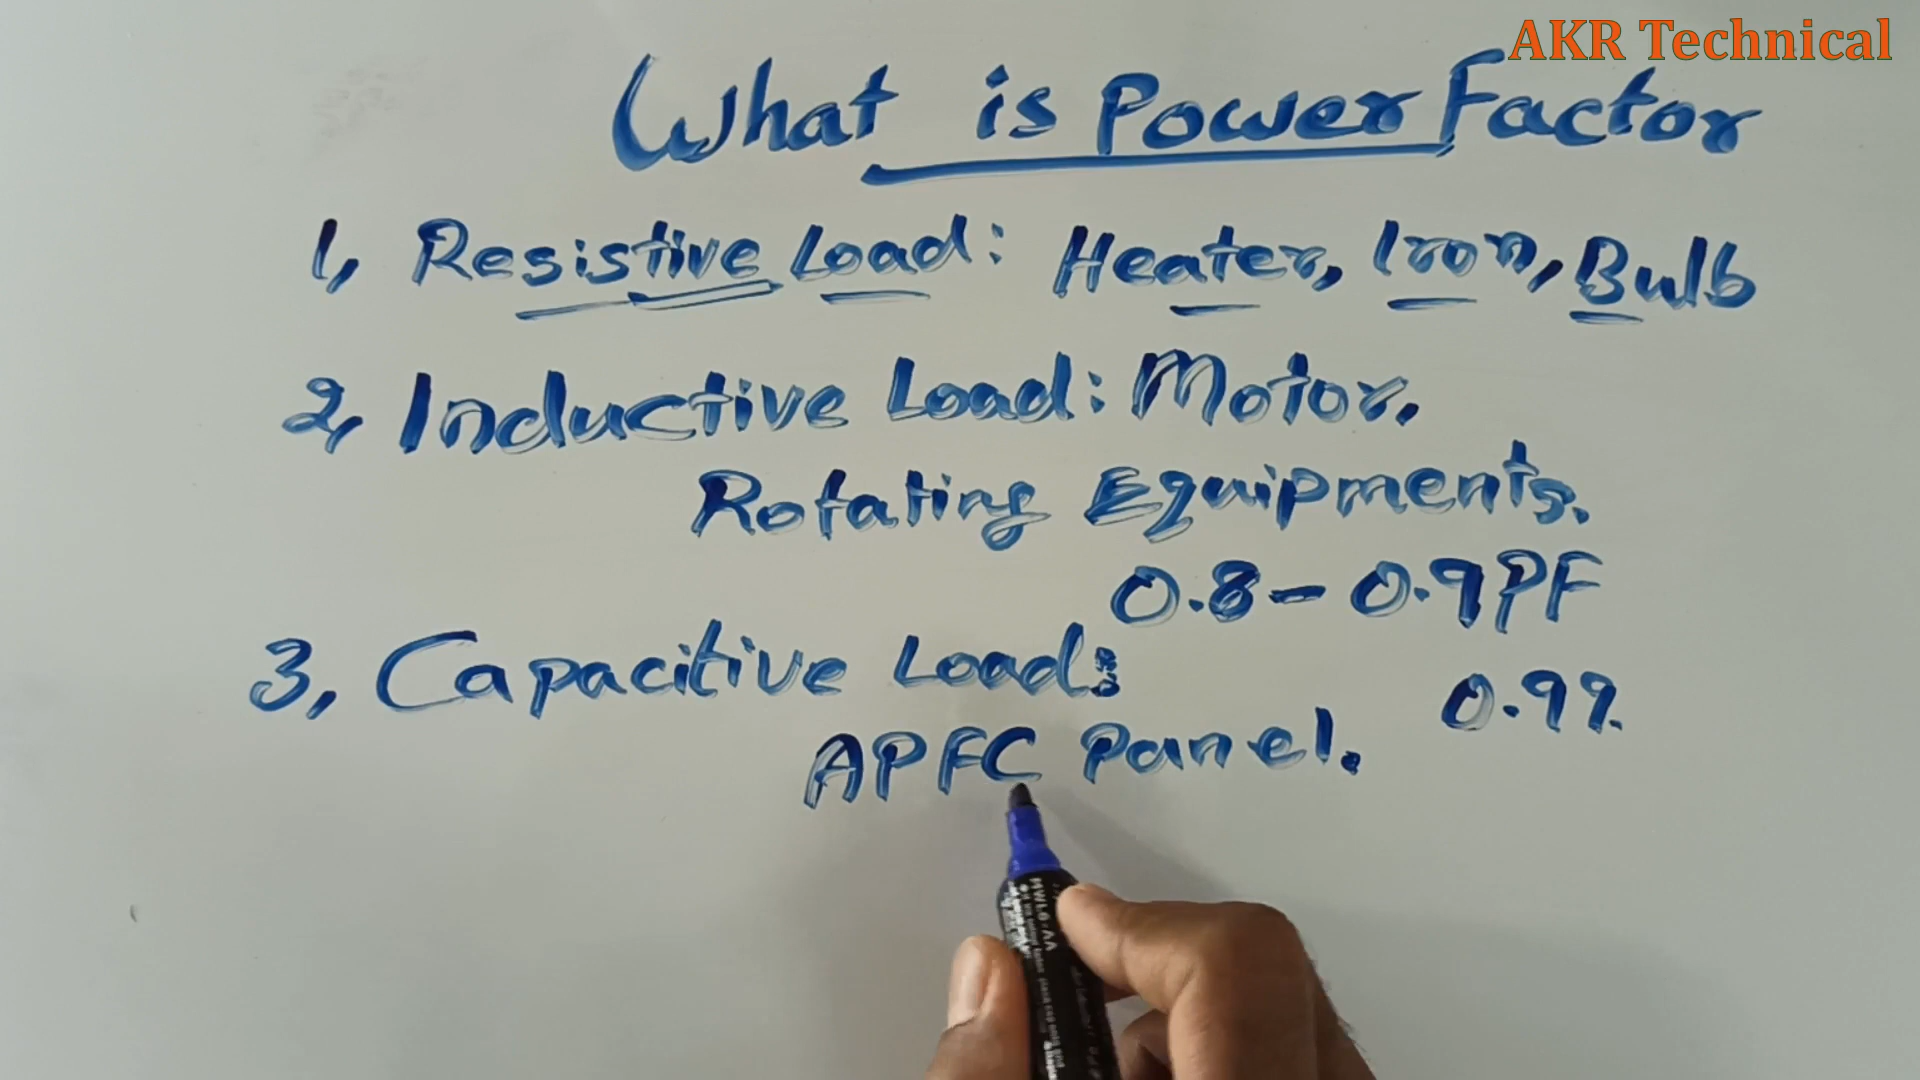 AKR Technical
What is Power Factor
1, Resistive Load: Heater, Iron, Bulb
2, Inductive Load: Motor.
Rotating Equipments.
0.8-0.9PF
3, Capacitive Load:
0.99.
APFC Panel.